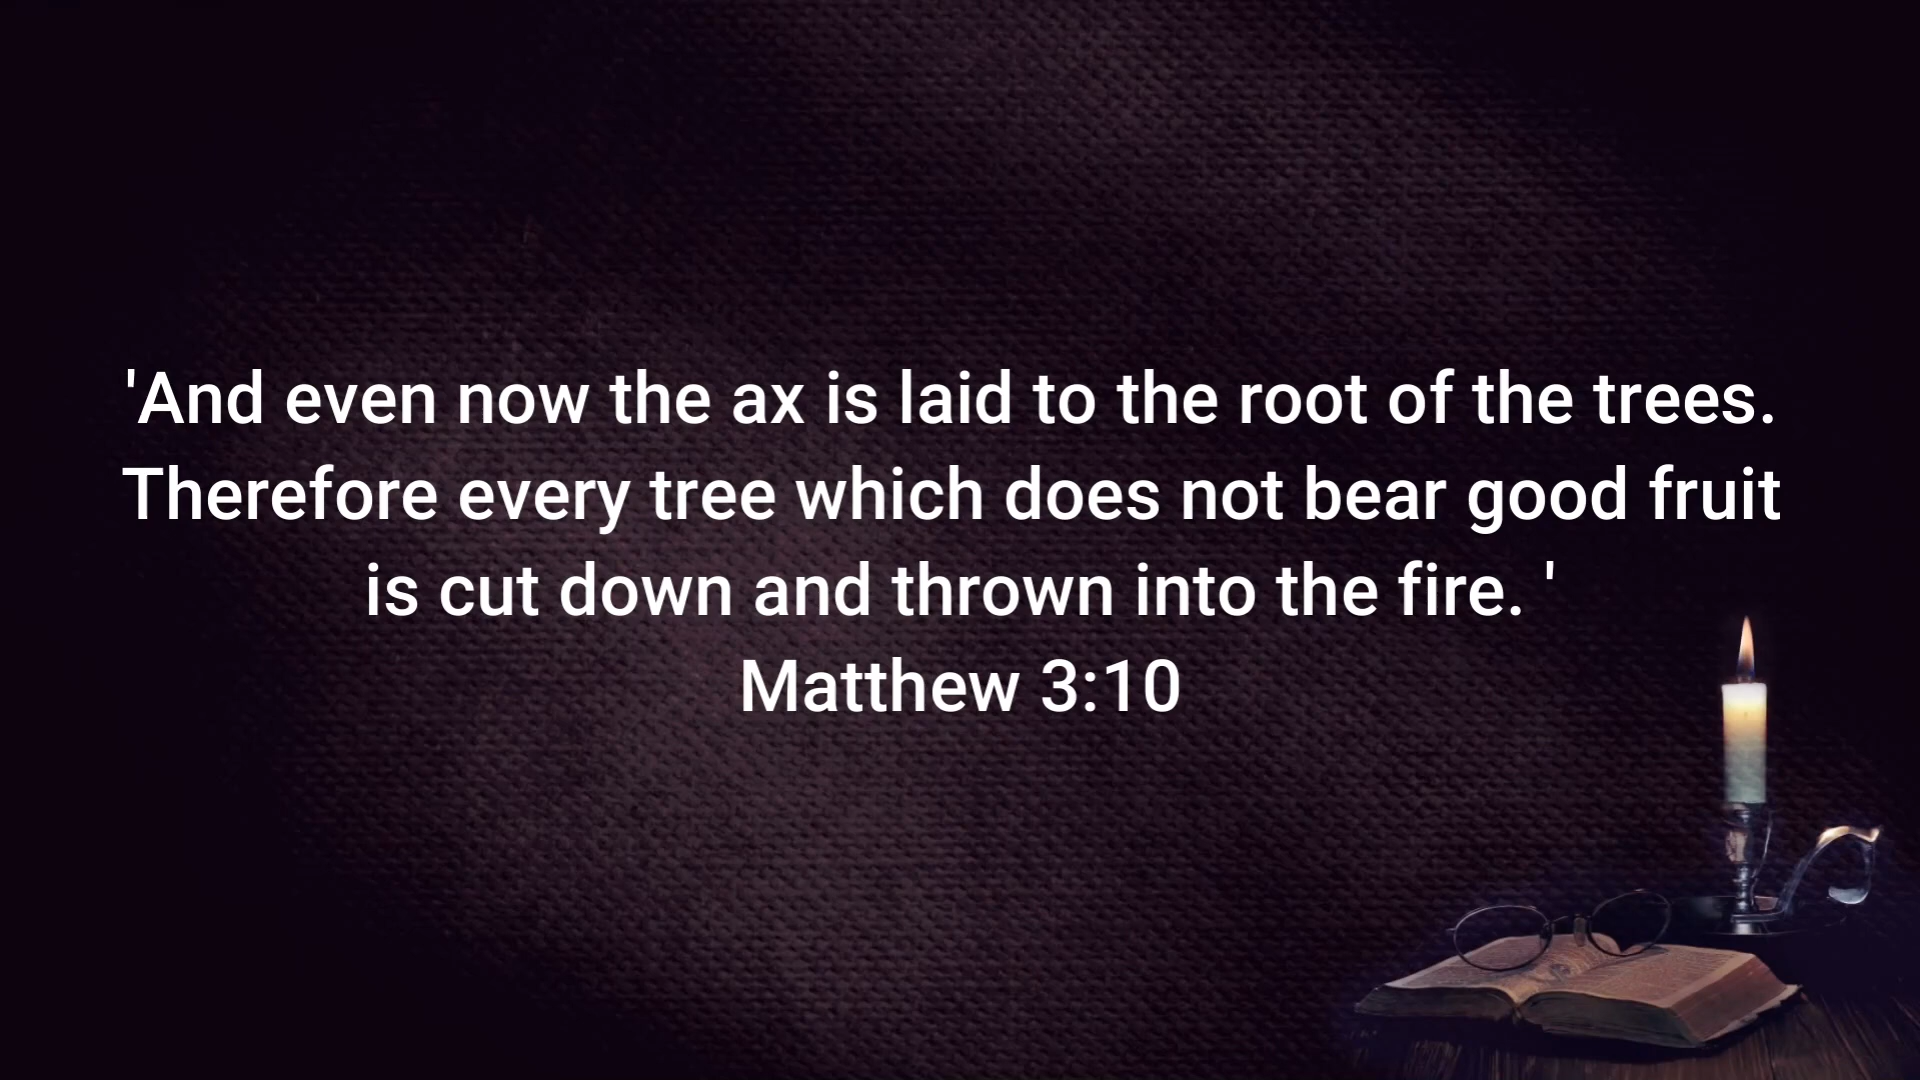 'And even now the ax is laid to the root of the trees.
Therefore every tree which does not bear good fruit
is cut down and thrown into the fire. '
Matthew 3:10